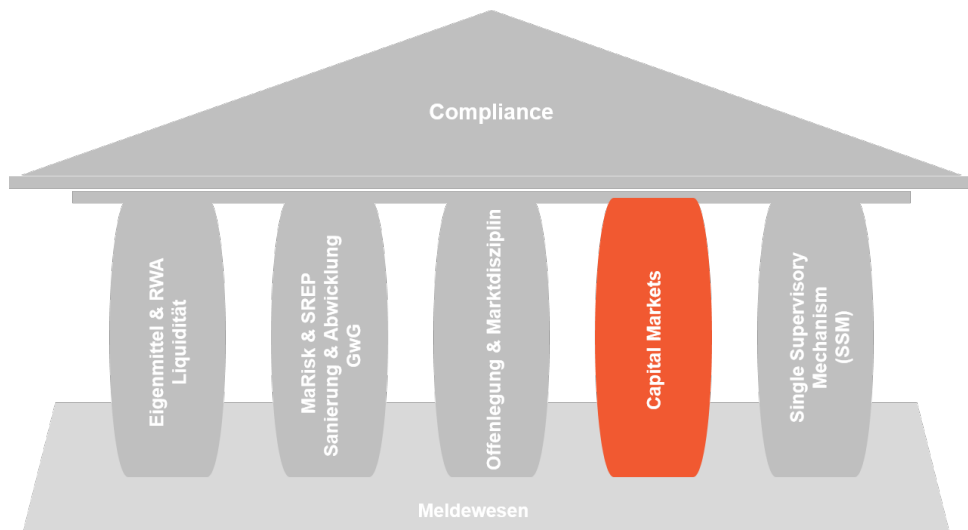 Compliance
Eigenmittel & RWA
Liquidität
MaRisk & SREP
Sanierung & Abwicklung
GwG
Offenlegung & Marktdisziplin
Capital Markets
Single Supervisory
Mechanism
(SSM)
Meldewesen